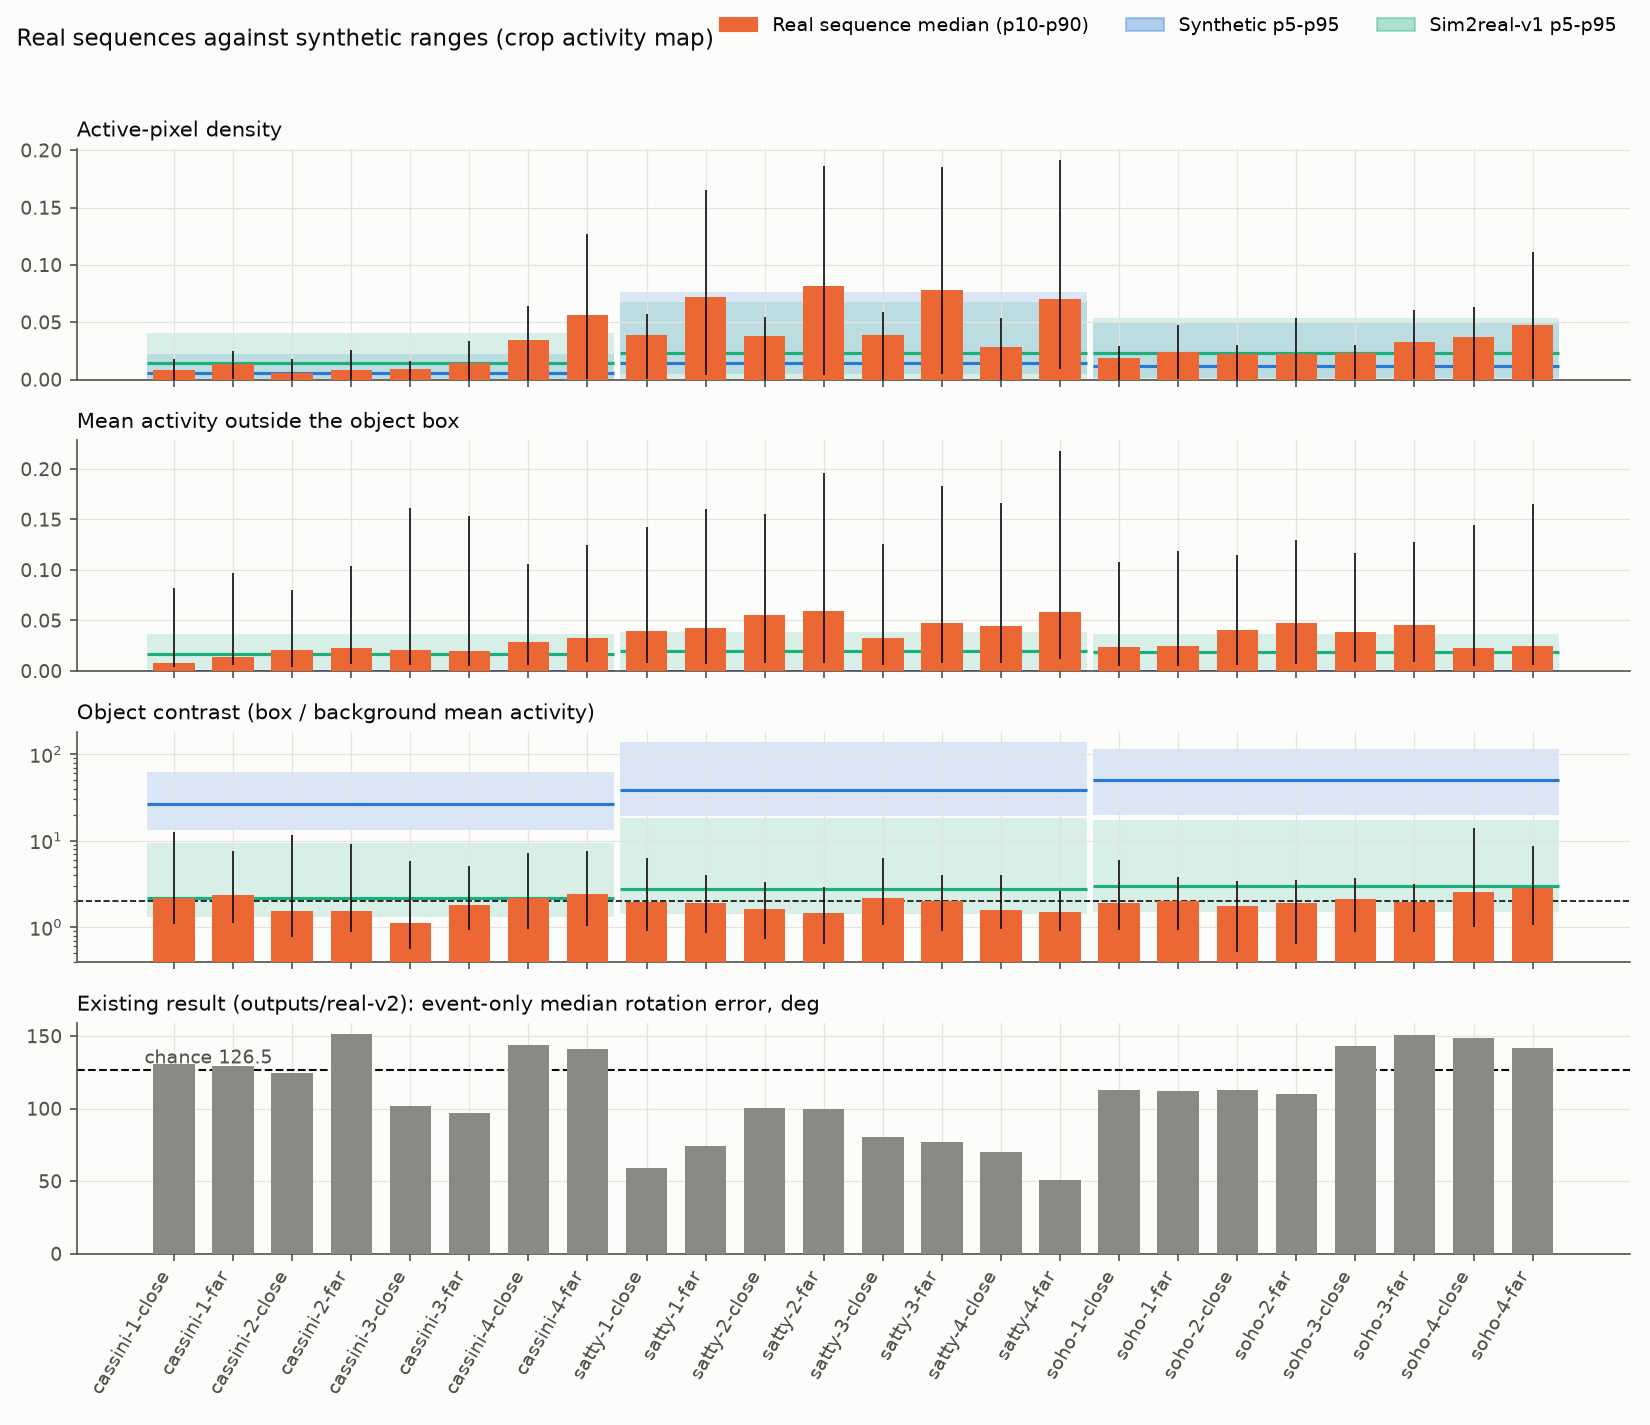 Real sequences against synthetic ranges (crop activity map)
Real sequence median (p10-p90)
Synthetic p5-p95
Sim2real-v1 p5-p95
Active-pixel density
0.20
0.15
0.10
0.05
0.00
Mean activity outside the object box
0.20
0.15
0.10
0.05
0.00
Object contrast (box / background mean activity)
10²
10¹
10⁰
Existing result (outputs/real-v2): event-only median rotation error, deg
150
100
50
0
chance 126.5
cassini-1-close
cassini-1-far
cassini-2-close
cassini-2-far
cassini-3-close
cassini-3-far
cassini-4-close
cassini-4-far
satty-1-close
satty-1-far
satty-2-close
satty-2-far
satty-3-close
satty-3-far
satty-4-close
satty-4-far
soho-1-close
soho-1-far
soho-2-close
soho-2-far
soho-3-close
soho-3-far
soho-4-close
soho-4-far